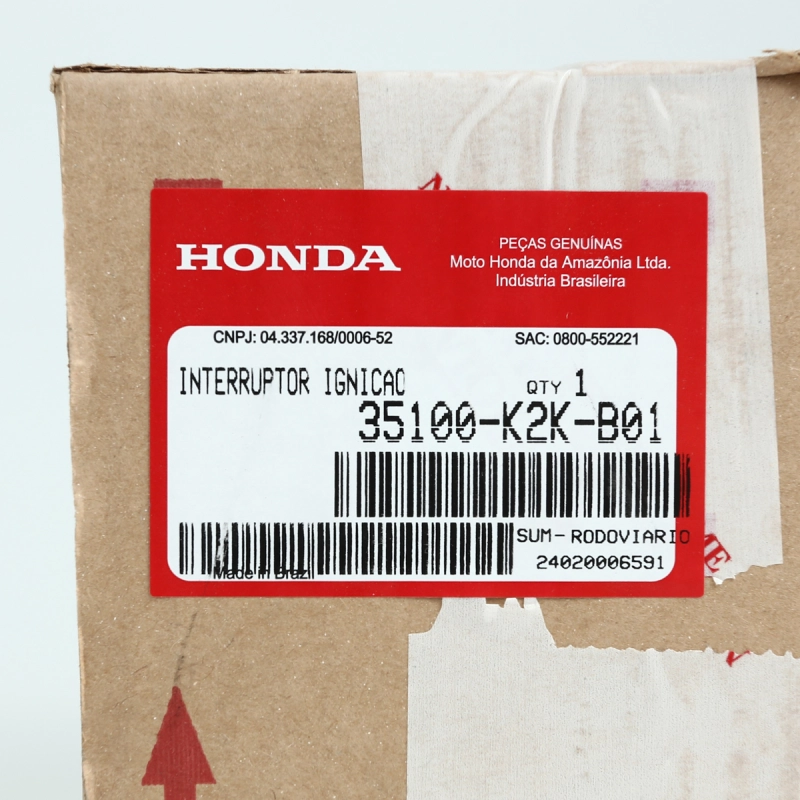 HONDA
PEÇAS GENUÍNAS
Moto Honda da Amazônia Ltda.
Indústria Brasileira
CNPJ: 04.337.168/0006-52
SAC: 0800-552221
INTERRUPTOR IGNICAO
QTY 1
35100-K2K-B01
SUM-RODOVIARIO
24020006591
Made in Brazil